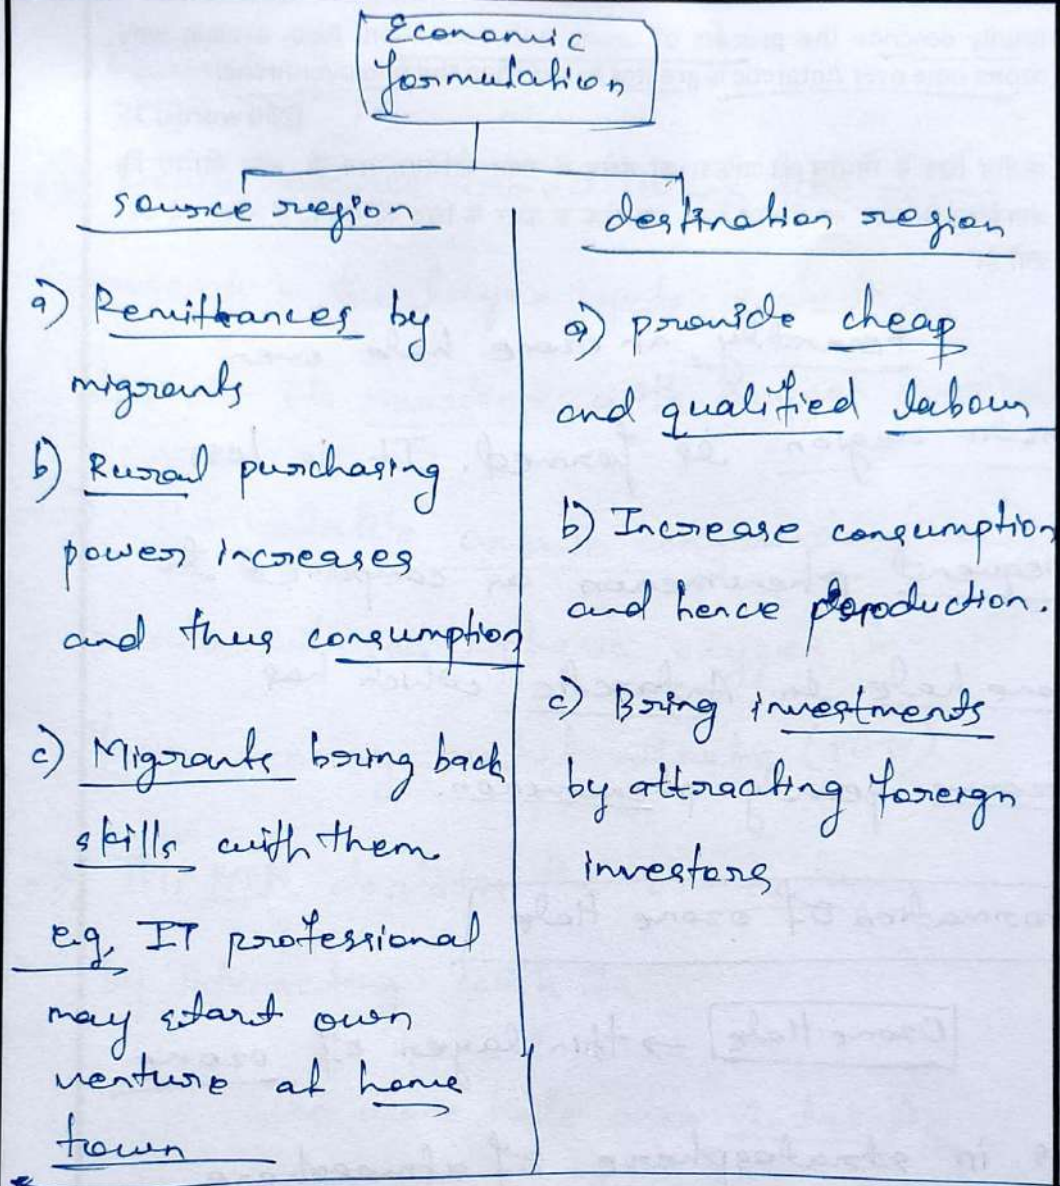 Economic
formulation
source region
a) Remittances by
migrants
b) Rural purchasing
power increases
and thus consumption
c) Migrants bring back
skills with them
e.g, IT professional
may start own
venture at home
town
destination region
a) provide cheap
and qualified labour
b) Increase consumption
and hence production.
c) Bring investments
by attracting foreign
investors